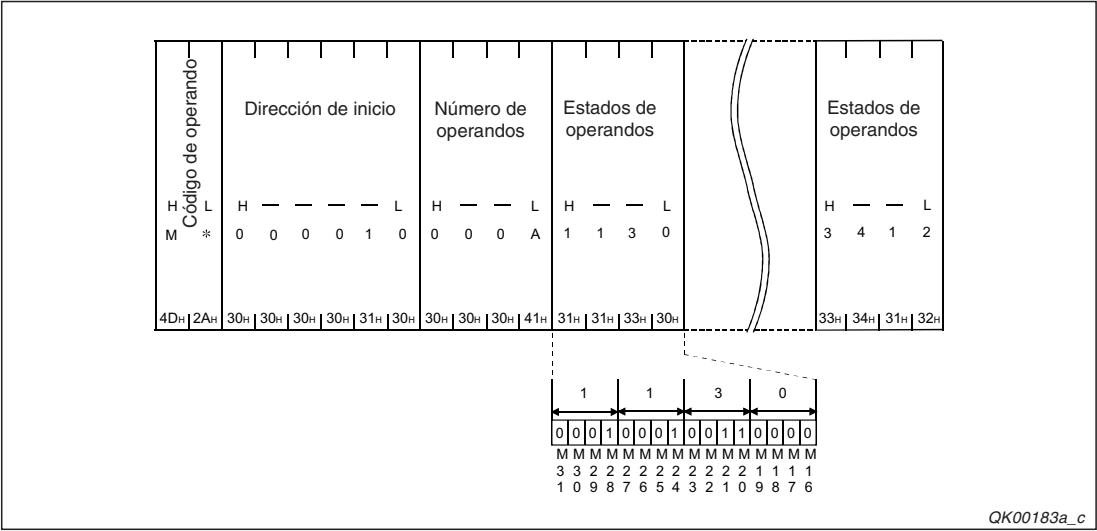 Código de operando
Dirección de inicio
Número de
operandos
Estados de
operandos
Estados de
operandos
H L H — — — — L H — — L H — — L H — — L
M * 0 0 0 0 1 0 0 0 0 A 1 1 3 0 3 4 1 2
4DH 2AH 30H 30H 30H 30H 31H 30H 30H 30H 30H 41H 31H 31H 33H 30H 33H 34H 31H 32H
1 1 3 0
0 0 0 1 0 0 0 1 0 0 1 1 0 0 0 0
M M M M M M M M M M M M M M M M
3 3 2 2 2 2 2 2 2 2 2 2 1 1 1 1
1 0 9 8 7 6 5 4 3 2 1 0 9 8 7 6
QK00183a_c